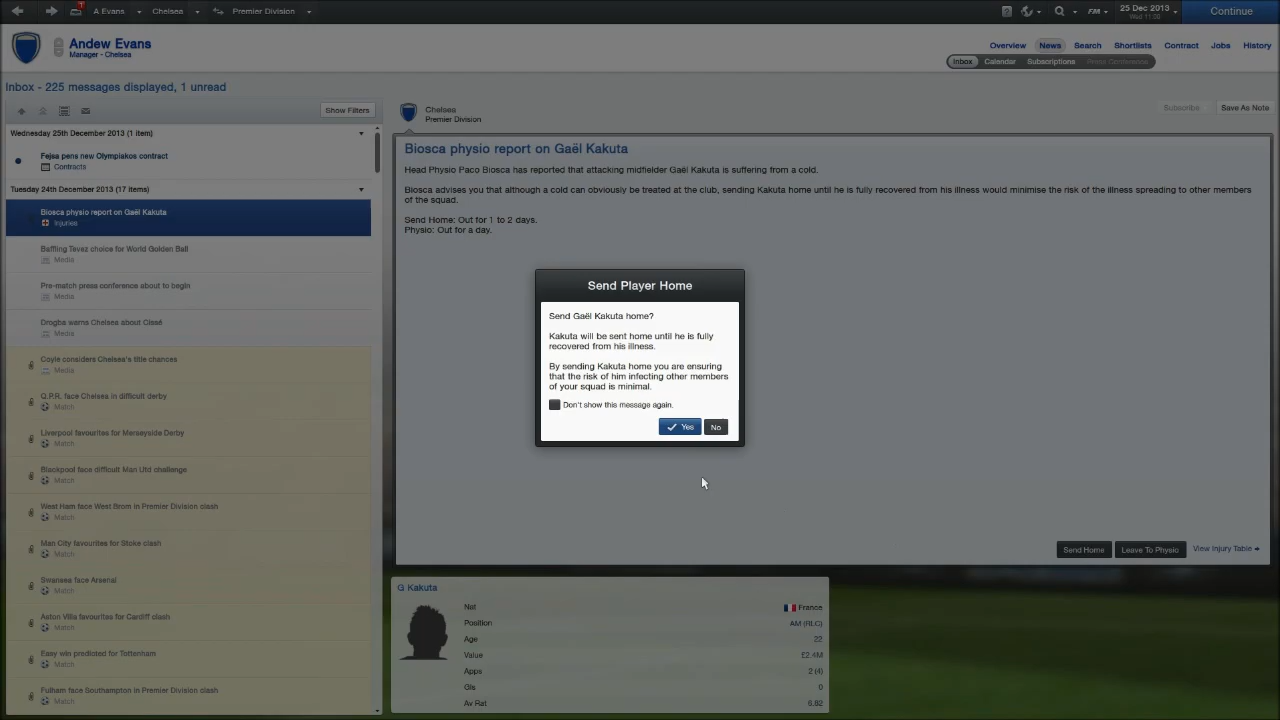 1
A Evans
Chelsea
Premier Division
FM
25 Dec 2013
Wed 11:30
Continue
Andew Evans
Manager - Chelsea
Overview
News
Search
Shortlists
Contract
Jobs
History
Inbox
Calendar
Subscriptions
Press Conference
Inbox - 225 messages displayed, 1 unread
Show Filters
Wednesday 25th December 2013 (1 item)
Fejsa pens new Olympiakos contract
Contracts
Tuesday 24th December 2013 (17 items)
Biosca physio report on Gaël Kakuta
Injuries
Baffling Tevez choice for World Golden Ball
Media
Pre-match press conference about to begin
Media
Drogba warns Chelsea about Cissé
Media
Coyle considers Chelsea's title chances
Media
Q.P.R. face Chelsea in difficult derby
Match
Liverpool favourites for Merseyside Derby
Match
Blackpool face difficult Man Utd challenge
Match
West Ham face West Brom in Premier Division clash
Match
Man City favourites for Stoke clash
Match
Swansea face Arsenal
Match
Aston Villa favourites for Cardiff clash
Match
Easy win predicted for Tottenham
Match
Fulham face Southampton in Premier Division clash
Match
Chelsea
Premier Division
Subscribe
Save As Note
Biosca physio report on Gaël Kakuta
Head Physio Paco Biosca has reported that attacking midfielder Gaël Kakuta is suffering from a cold.
Biosca advises you that although a cold can obviously be treated at the club, sending Kakuta home until he is fully recovered from his illness would minimise the risk of the illness spreading to other members
of the squad.
Send Home: Out for 1 to 2 days.
Physio: Out for a day.
Send Player Home
Send Gaël Kakuta home?
Kakuta will be sent home until he is fully
recovered from his illness.
By sending Kakuta home you are ensuring
that the risk of him infecting other members
of your squad is minimal.
Don't show this message again.
Yes
No
Send Home
Leave To Physio
View Injury Table
G Kakuta
Nat France
Position AM (RLC)
Age 22
Value £2.4M
Apps 2 (4)
Gls 0
Av Rat 6.82